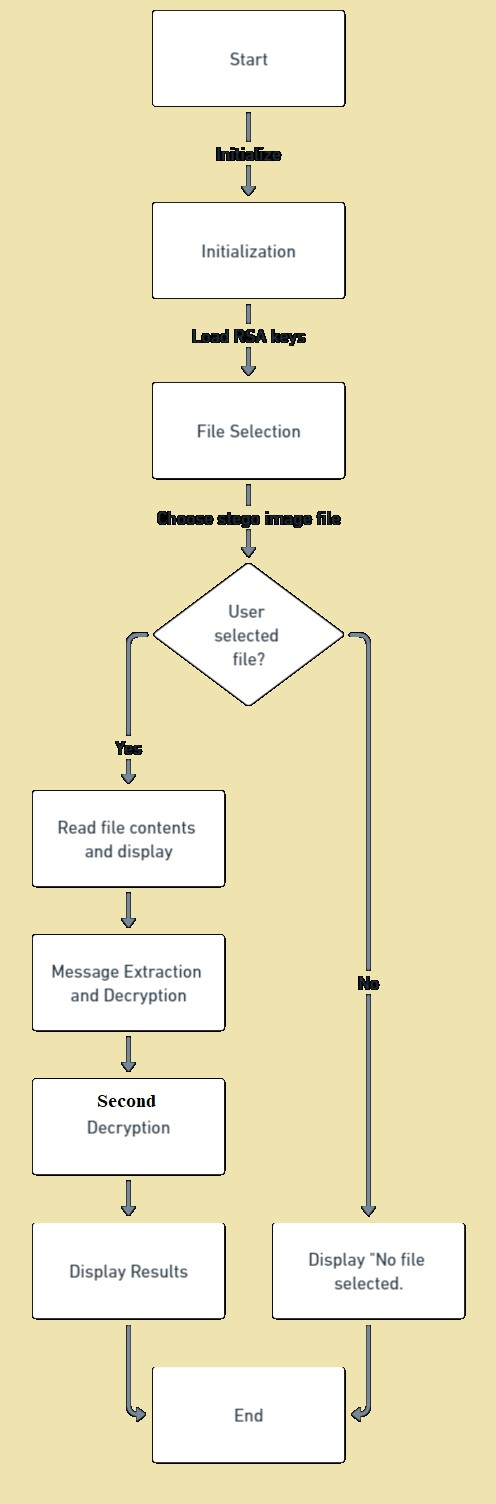 Start
Initialize
Initialization
Load RSA keys
File Selection
Choose stego image file
User
selected
file?
Yes
Read file contents
and display
Message Extraction
and Decryption
No
Second
Decryption
Display Results
Display "No file
selected.
End